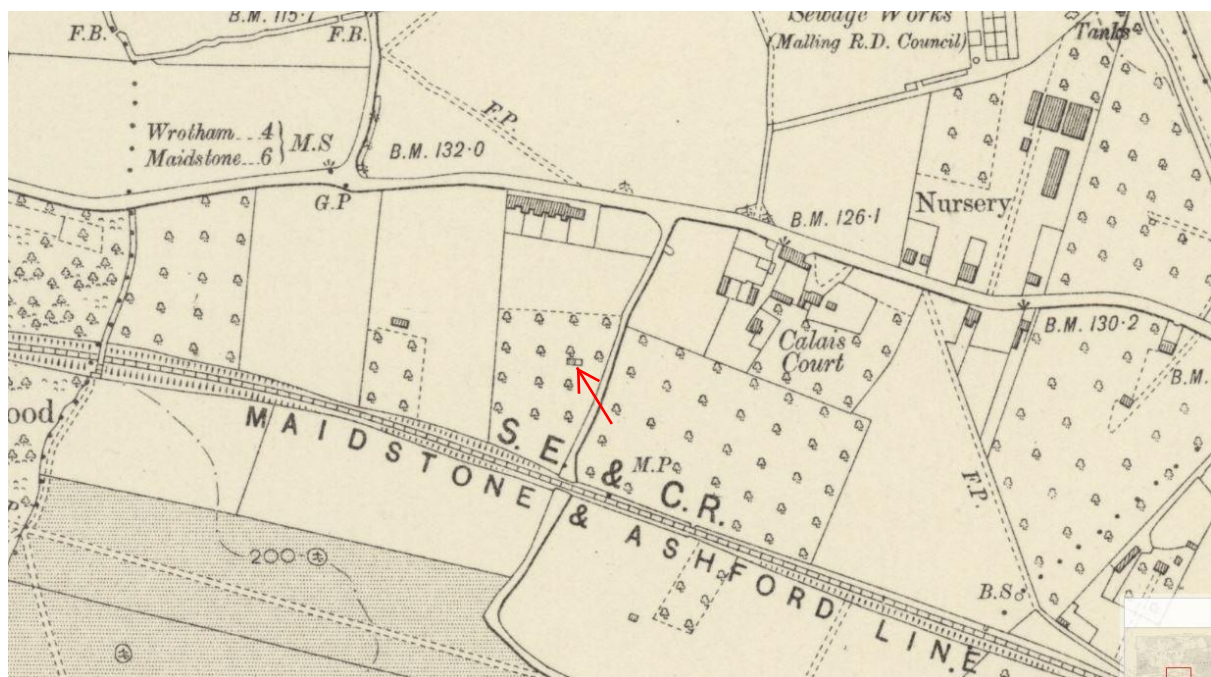 B.M. 115·7
F.B.
F.B.
Sewage Works
(Malling R.D. Council)
Tanks
F.P.
Wrotham...4
Maidstone...6
M.S
B.M. 132·0
G.P
B.M. 126·1
Nursery
Calais
Court
B.M. 130·2
B.M.
ood
MAIDSTONE & ASHFORD LINE
S. E. & C. R.
M.P.
F.P.
200
B.S
P